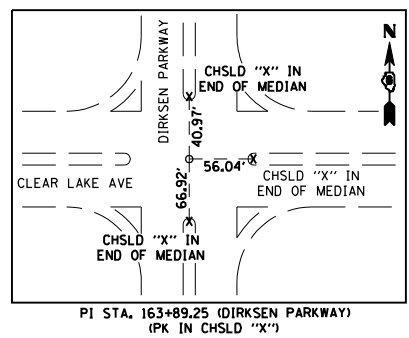 N
DIRKSEN PARKWAY
CHSLD "X" IN
END OF MEDIAN
X
40.97'
56.04'
X
CLEAR LAKE AVE
66.92'
CHSLD "X" IN
END OF MEDIAN
X
CHSLD "X" IN
END OF MEDIAN
PI STA. 163+89.25 (DIRKSEN PARKWAY)
(PK IN CHSLD "X")